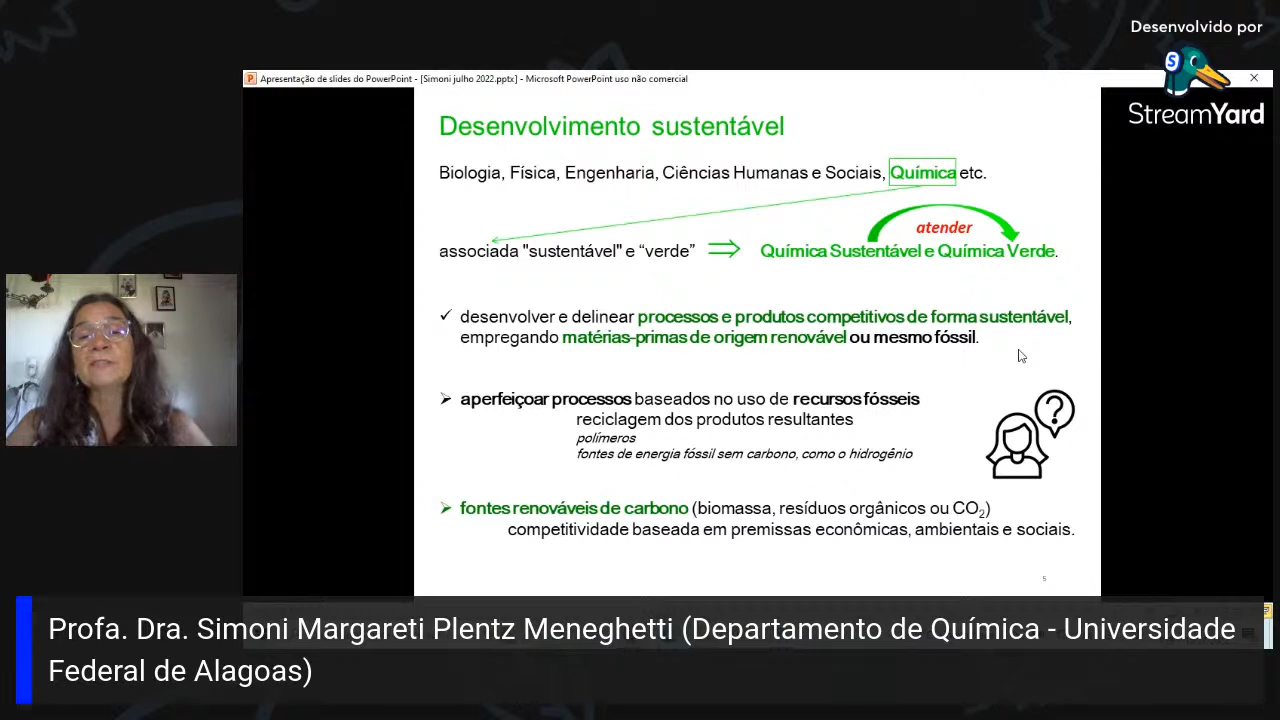 Desenvolvido por
StreamYard
Apresentação de slides do PowerPoint - [Simoni julho 2022.pptx] - Microsoft PowerPoint uso não comercial
Desenvolvimento sustentável
Biologia, Física, Engenharia, Ciências Humanas e Sociais, Química etc.
atender
associada "sustentável" e “verde” ⇒ Química Sustentável e Química Verde.
✓ desenvolver e delinear processos e produtos competitivos de forma sustentável,
empregando matérias-primas de origem renovável ou mesmo fóssil.
➢ aperfeiçoar processos baseados no uso de recursos fósseis
reciclagem dos produtos resultantes
polímeros
fontes de energia fóssil sem carbono, como o hidrogênio
?
➢ fontes renováveis de carbono (biomassa, resíduos orgânicos ou CO₂)
competitividade baseada em premissas econômicas, ambientais e sociais.
5
Profa. Dra. Simoni Margareti Plentz Meneghetti (Departamento de Química - Universidade
Federal de Alagoas)